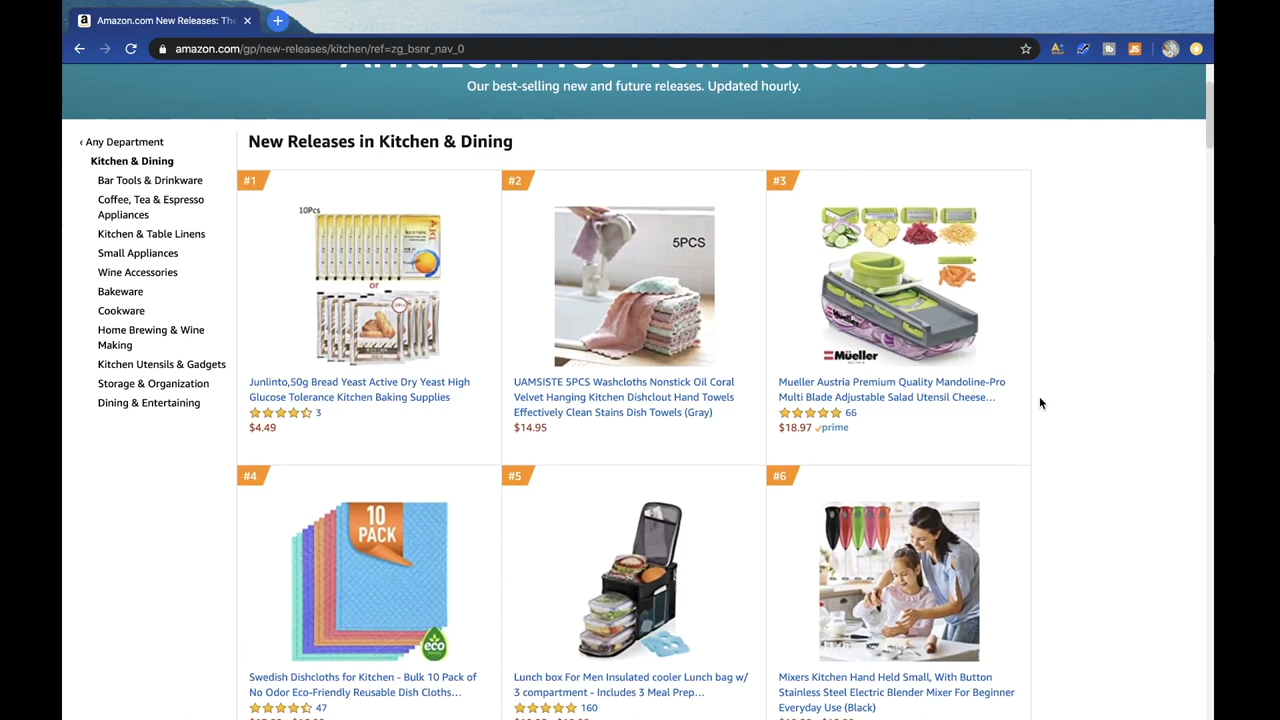 Amazon.com New Releases: The
amazon.com/gp/new-releases/kitchen/ref=zg_bsnr_nav_0
Amazon Hot New Releases
Our best-selling new and future releases. Updated hourly.
‹ Any Department
Kitchen & Dining
Bar Tools & Drinkware
Coffee, Tea & Espresso
Appliances
Kitchen & Table Linens
Small Appliances
Wine Accessories
Bakeware
Cookware
Home Brewing & Wine
Making
Kitchen Utensils & Gadgets
Storage & Organization
Dining & Entertaining
New Releases in Kitchen & Dining
#1
10Pcs
or
Junlinto,50g Bread Yeast Active Dry Yeast High
Glucose Tolerance Kitchen Baking Supplies
3
$4.49
#2
5PCS
UAMSISTE 5PCS Washcloths Nonstick Oil Coral
Velvet Hanging Kitchen Dishclout Hand Towels
Effectively Clean Stains Dish Towels (Gray)
$14.95
#3
Mueller
Mueller Austria Premium Quality Mandoline-Pro
Multi Blade Adjustable Salad Utensil Cheese…
66
$18.97 prime
#4
10
PACK
eco
Swedish Dishcloths for Kitchen - Bulk 10 Pack of
No Odor Eco-Friendly Reusable Dish Cloths…
47
#5
Lunch box For Men Insulated cooler Lunch bag w/
3 compartment - Includes 3 Meal Prep…
160
#6
Mixers Kitchen Hand Held Small, With Button
Stainless Steel Electric Blender Mixer For Beginner
Everyday Use (Black)